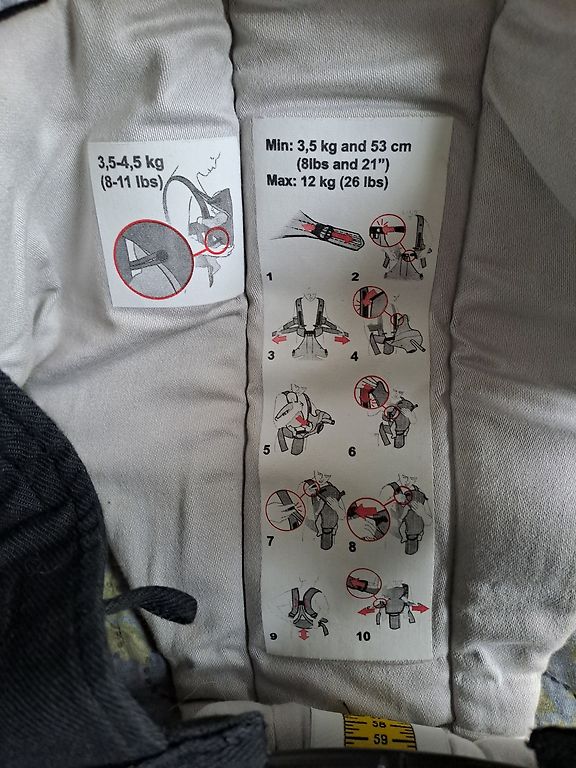 3,5-4,5 kg
(8-11 lbs)
Min: 3,5 kg and 53 cm
(8lbs and 21")
Max: 12 kg (26 lbs)
1
2
3
4
5
6
7
8
9
10
58
59